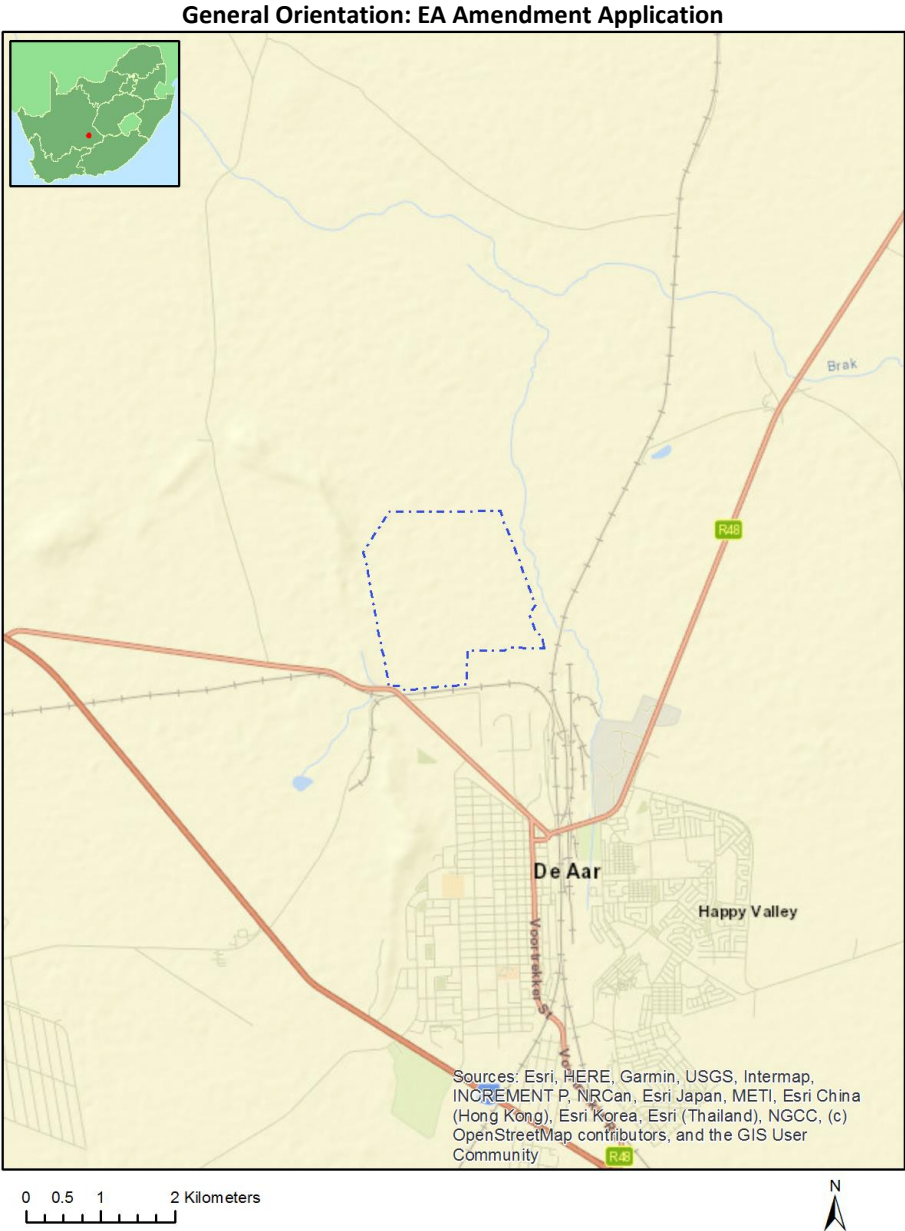 General Orientation: EA Amendment Application
Brak
R48
De Aar
Happy Valley
Voortrekker St
Sources: Esri, HERE, Garmin, USGS, Intermap,
INCREMENT P, NRCan, Esri Japan, METI, Esri China
(Hong Kong), Esri Korea, Esri (Thailand), NGCC, (c)
OpenStreetMap contributors, and the GIS User
Community
R48
0 0.5 1 2 Kilometers
N